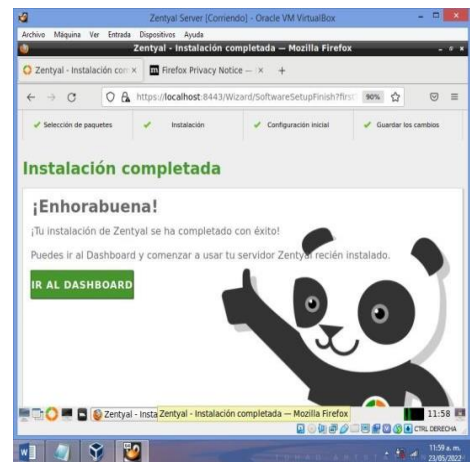 Zentyal Server [Corriendo] - Oracle VM VirtualBox
Archivo Máquina Ver Entrada Dispositivos Ayuda
Zentyal - Instalación completada — Mozilla Firefox
Zentyal - Instalación con
Firefox Privacy Notice —
https://localhost:8443/Wizard/SoftwareSetupFinish?first
90%
Selección de paquetes
Instalación
Configuración inicial
Guardar los cambios
Instalación completada
¡Enhorabuena!
¡Tu instalación de Zentyal se ha completado con éxito!
Puedes ir al Dashboard y comenzar a usar tu servidor Zentyal recién instalado.
IR AL DASHBOARD
Zentyal - Insta
Zentyal - Instalación completada — Mozilla Firefox
11:58
CTRL DERECHA
11:59 a. m.
23/05/2022